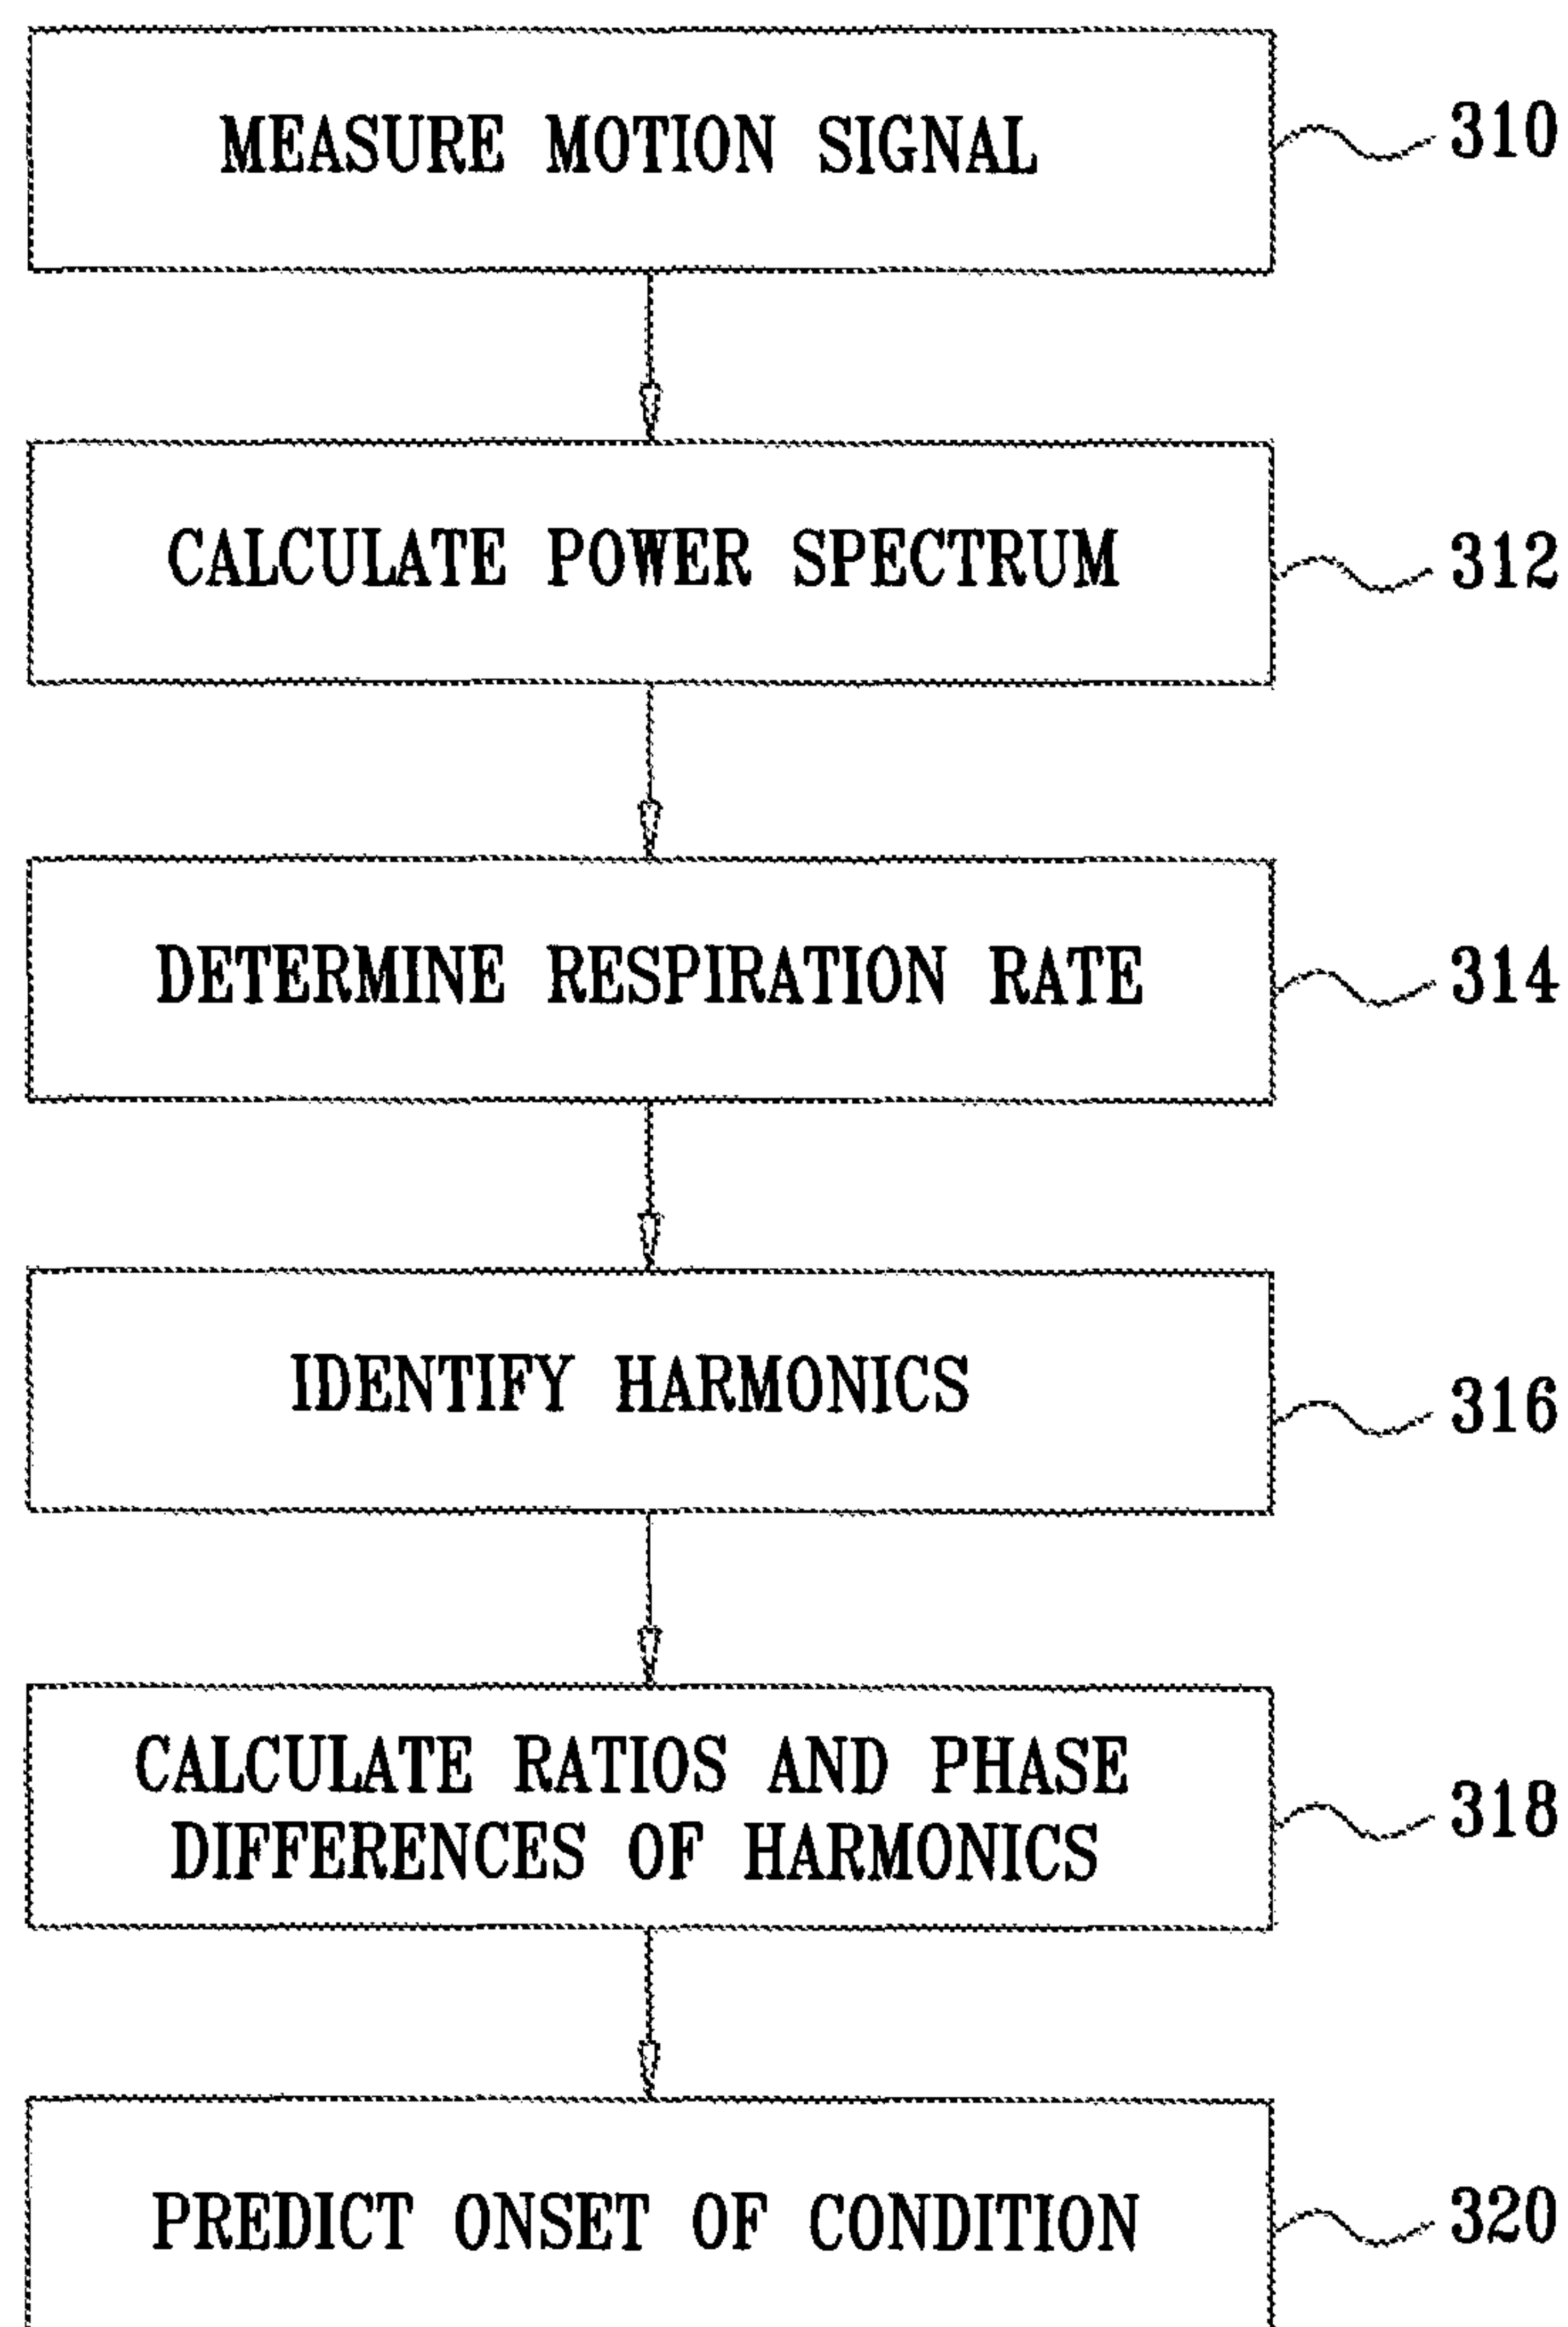 MEASURE MOTION SIGNAL
310
CALCULATE POWER SPECTRUM
312
DETERMINE RESPIRATION RATE
314
IDENTIFY HARMONICS
316
CALCULATE RATIOS AND PHASE
DIFFERENCES OF HARMONICS
318
PREDICT ONSET OF CONDITION
320